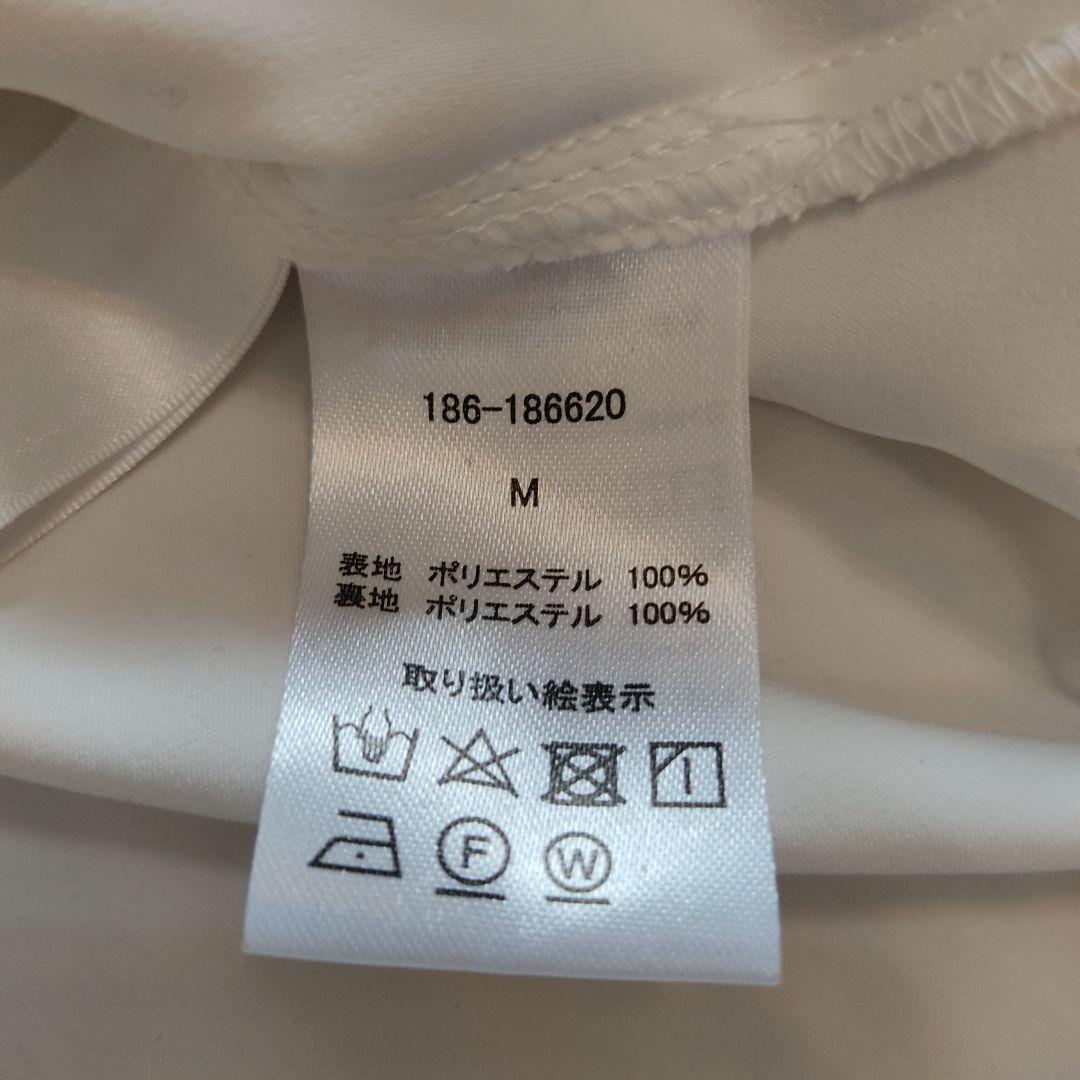 186-186620
M
表地 ポリエステル 100%
裏地 ポリエステル 100%
取り扱い絵表示
F
W